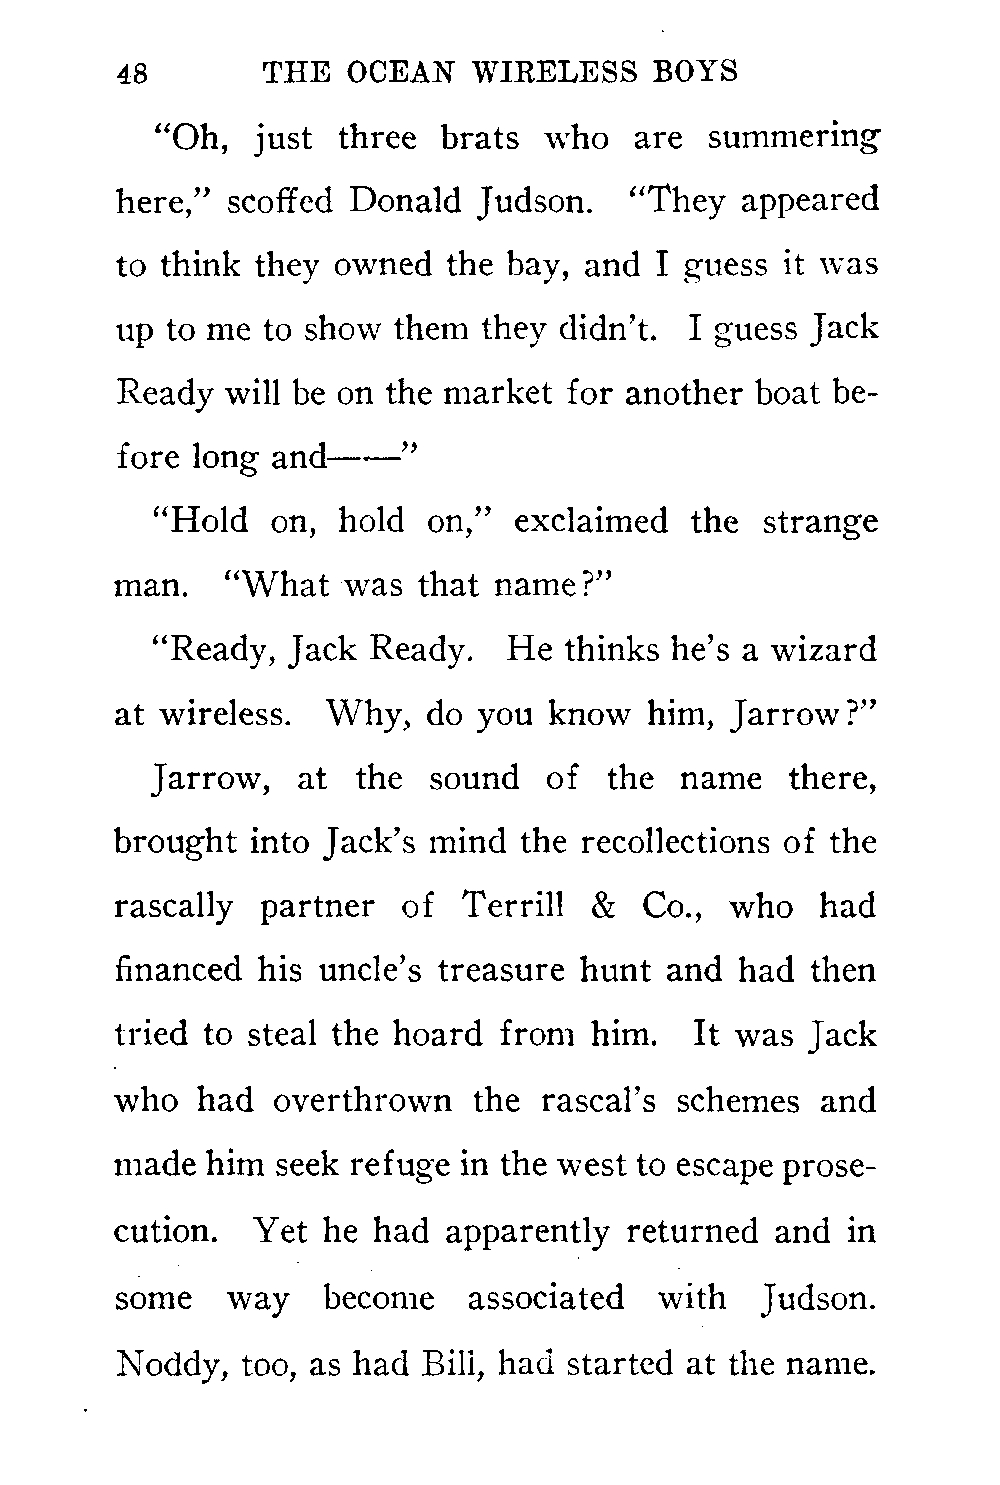 48 THE OCEAN WIRELESS BOYS
“Oh, just three brats who are summering
here,” scoffed Donald Judson. “They appeared
to think they owned the bay, and I guess it was
up to me to show them they didn’t. I guess Jack
Ready will be on the market for another boat be-
fore long and——”
“Hold on, hold on,” exclaimed the strange
man. “What was that name?”
“Ready, Jack Ready. He thinks he’s a wizard
at wireless. Why, do you know him, Jarrow?”
Jarrow, at the sound of the name there,
brought into Jack’s mind the recollections of the
rascally partner of Terrill & Co., who had
financed his uncle’s treasure hunt and had then
tried to steal the hoard from him. It was Jack
who had overthrown the rascal’s schemes and
made him seek refuge in the west to escape prose-
cution. Yet he had apparently returned and in
some way become associated with Judson.
Noddy, too, as had Bill, had started at the name.